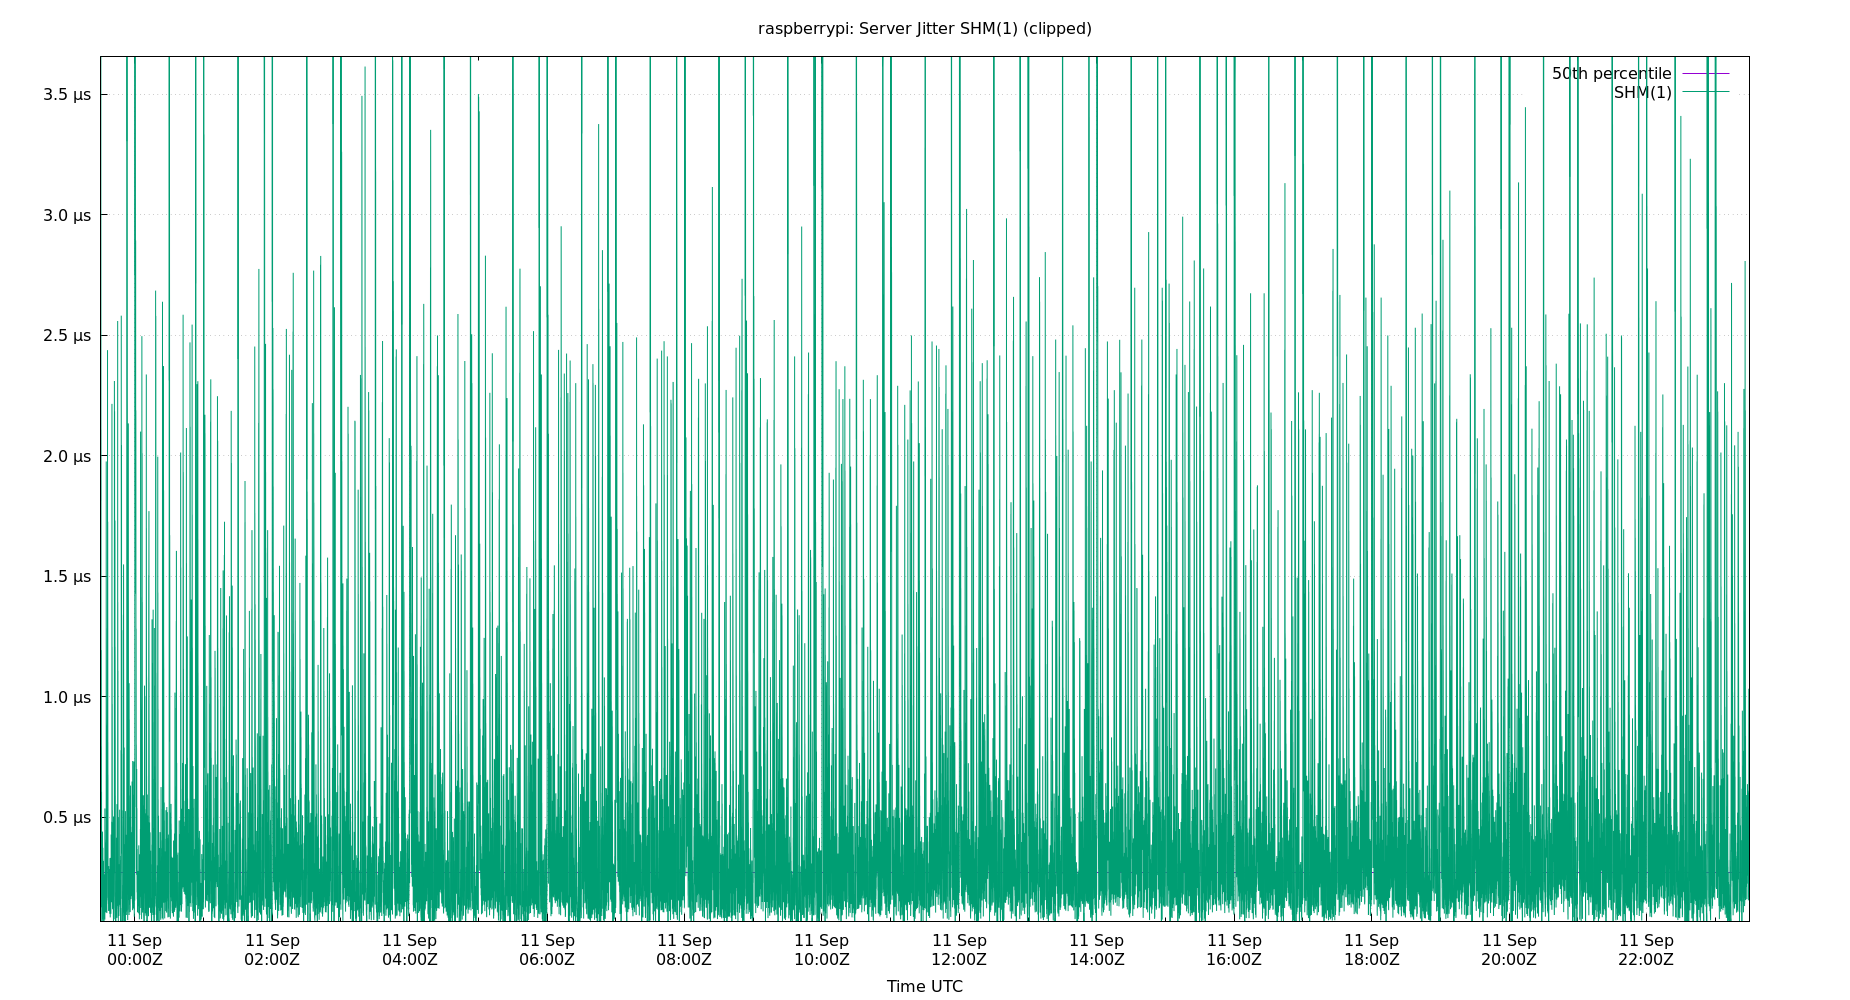 raspberrypi: Server Jitter SHM(1) (clipped)
50th percentile
SHM(1)
3.5 µs
3.0 µs
2.5 µs
2.0 µs
1.5 µs
1.0 µs
0.5 µs
11 Sep 11 Sep 11 Sep 11 Sep 11 Sep 11 Sep 11 Sep 11 Sep 11 Sep 11 Sep 11 Sep 11 Sep
00:00Z 02:00Z 04:00Z 06:00Z 08:00Z 10:00Z 12:00Z 14:00Z 16:00Z 18:00Z 20:00Z 22:00Z
Time UTC